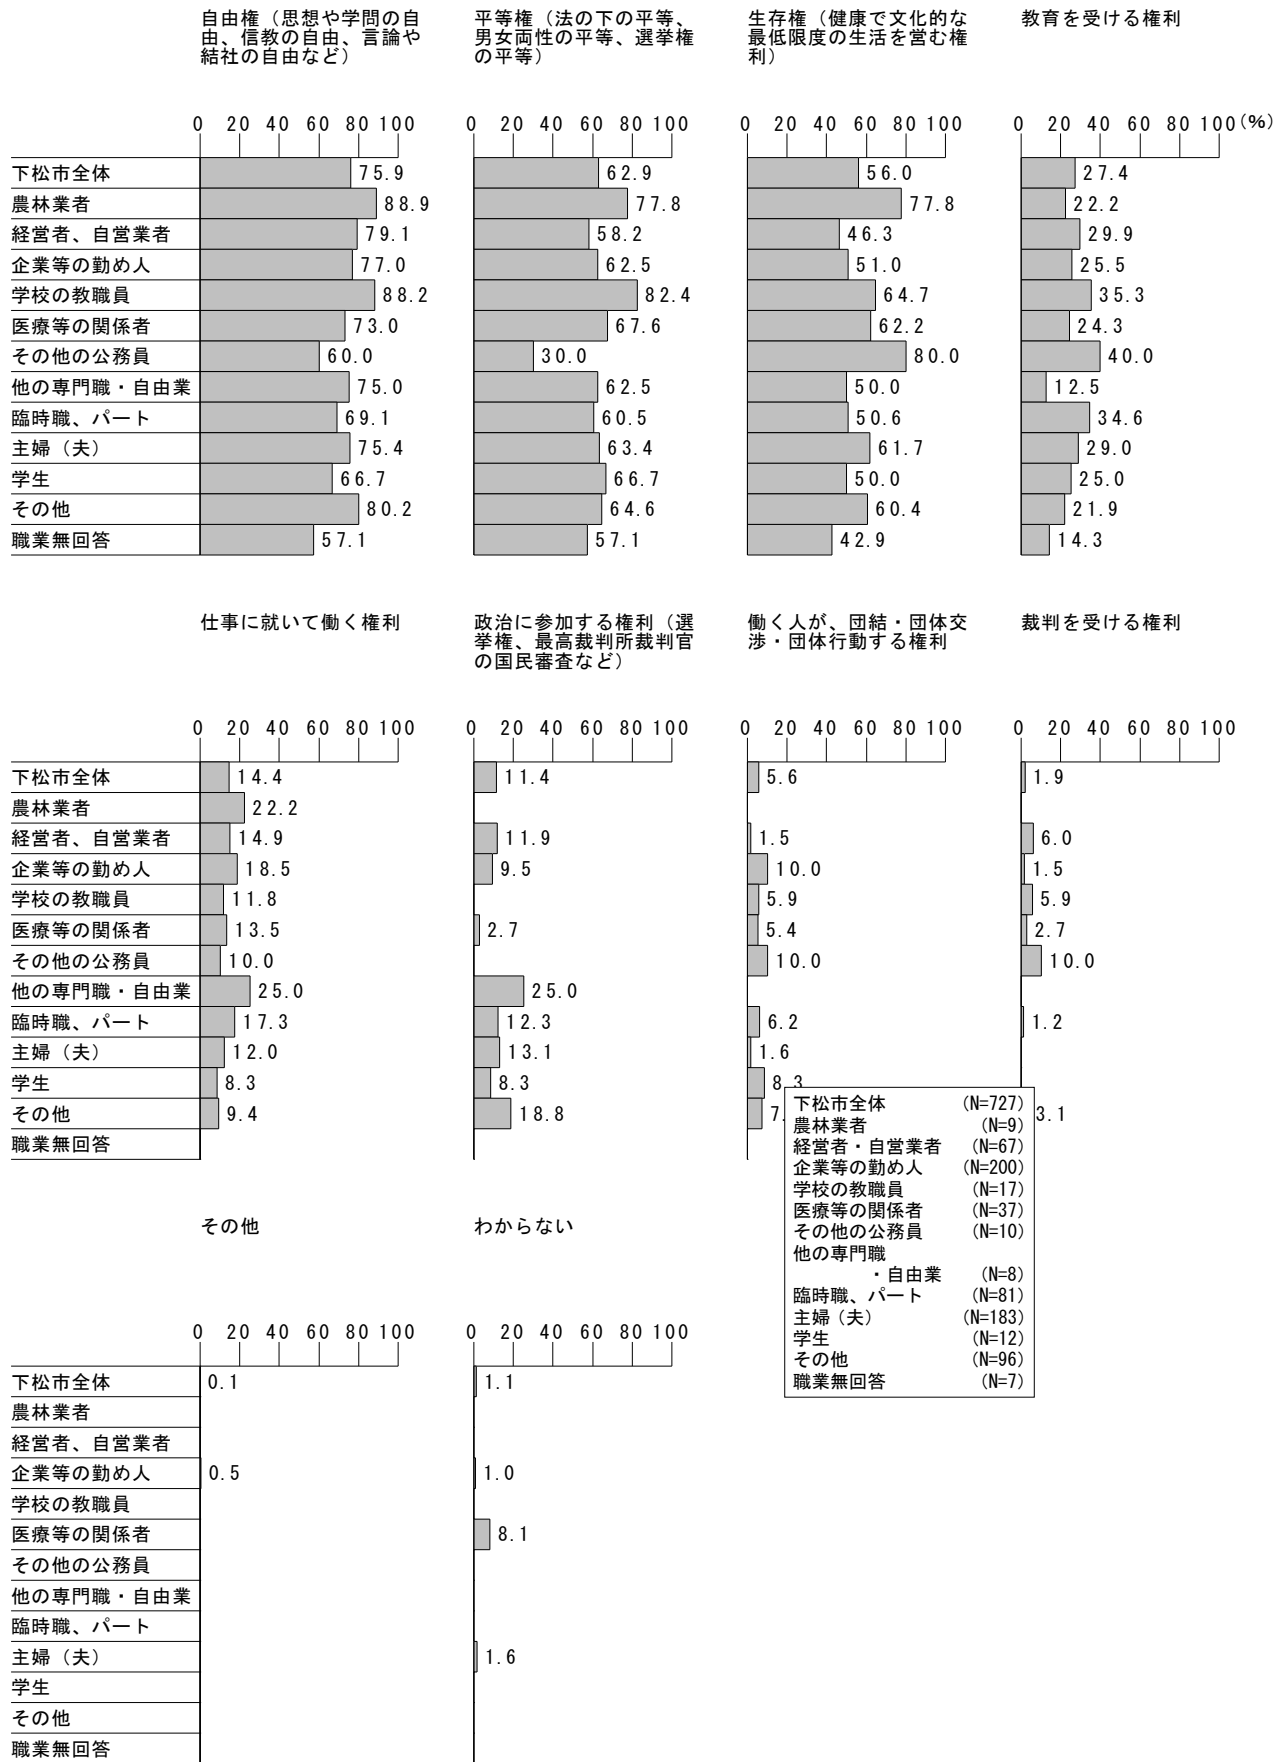 自由権（思想や学問の自
由、信教の自由、言論や
結社の自由など）
平等権（法の下の平等、
男女両性の平等、選挙権
の平等）
生存権（健康で文化的な
最低限度の生活を営む権
利）
教育を受ける権利
0 20 40 60 80 100 0 20 40 60 80 100 0 20 40 60 80 100 0 20 40 60 80 100(%)
下松市全体 75.9 62.9 56.0 27.4
農林業者 88.9 77.8 77.8 22.2
経営者、自営業者 79.1 58.2 46.3 29.9
企業等の勤め人 77.0 62.5 51.0 25.5
学校の教職員 88.2 82.4 64.7 35.3
医療等の関係者 73.0 67.6 62.2 24.3
その他の公務員 60.0 30.0 80.0 40.0
他の専門職・自由業 75.0 62.5 50.0 12.5
臨時職、パート 69.1 60.5 50.6 34.6
主婦（夫） 75.4 63.4 61.7 29.0
学生 66.7 66.7 50.0 25.0
その他 80.2 64.6 60.4 21.9
職業無回答 57.1 57.1 42.9 14.3
仕事に就いて働く権利
政治に参加する権利（選
挙権、最高裁判所裁判官
の国民審査など）
働く人が、団結・団体交
渉・団体行動する権利
裁判を受ける権利
0 20 40 60 80 100 0 20 40 60 80 100 0 20 40 60 80 100 0 20 40 60 80 100
下松市全体 14.4 11.4 5.6 1.9
農林業者 22.2
経営者、自営業者 14.9 11.9 1.5 6.0
企業等の勤め人 18.5 9.5 10.0 1.5
学校の教職員 11.8 5.9 5.9
医療等の関係者 13.5 2.7 5.4 2.7
その他の公務員 10.0 10.0 10.0
他の専門職・自由業 25.0 25.0
臨時職、パート 17.3 12.3 6.2 1.2
主婦（夫） 12.0 13.1 1.6
学生 8.3 8.3 8.3
その他 9.4 18.8 7. 3.1
職業無回答
下松市全体 (N=727)
農林業者 (N=9)
経営者・自営業者 (N=67)
企業等の勤め人 (N=200)
学校の教職員 (N=17)
医療等の関係者 (N=37)
その他の公務員 (N=10)
他の専門職
・自由業 (N=8)
臨時職、パート (N=81)
主婦（夫） (N=183)
学生 (N=12)
その他 (N=96)
職業無回答 (N=7)
その他
わからない
0 20 40 60 80 100 0 20 40 60 80 100
下松市全体 0.1 1.1
農林業者
経営者、自営業者
企業等の勤め人 0.5 1.0
学校の教職員
医療等の関係者 8.1
その他の公務員
他の専門職・自由業
臨時職、パート
主婦（夫） 1.6
学生
その他
職業無回答